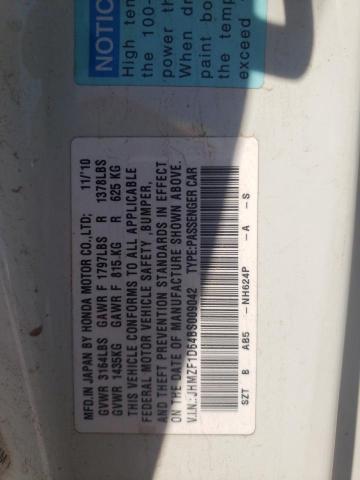 NOTIC
High ten
the 100-
power th
When dr
paint bo
the temp
exceed
MFD.IN JAPAN BY HONDA MOTOR CO.,LTD; 11/'10
GVWR 3164LBS GAWR F 1797LBS R 1378LBS
GVWR 1435KG GAWR F 815.KG R 625 KG
THIS VEHICLE CONFORMS TO ALL APPLICABLE
FEDERAL MOTOR VEHICLE SAFETY ,BUMPER,
AND THEFT PREVENTION STANDARDS IN EFFECT
ON THE DATE OF MANUFACTURE SHOWN ABOVE.
V.I.N.:JHMZF1D64BS009042 TYPE:PASSENGER CAR
SZT B AB5 -NH624P -A -S